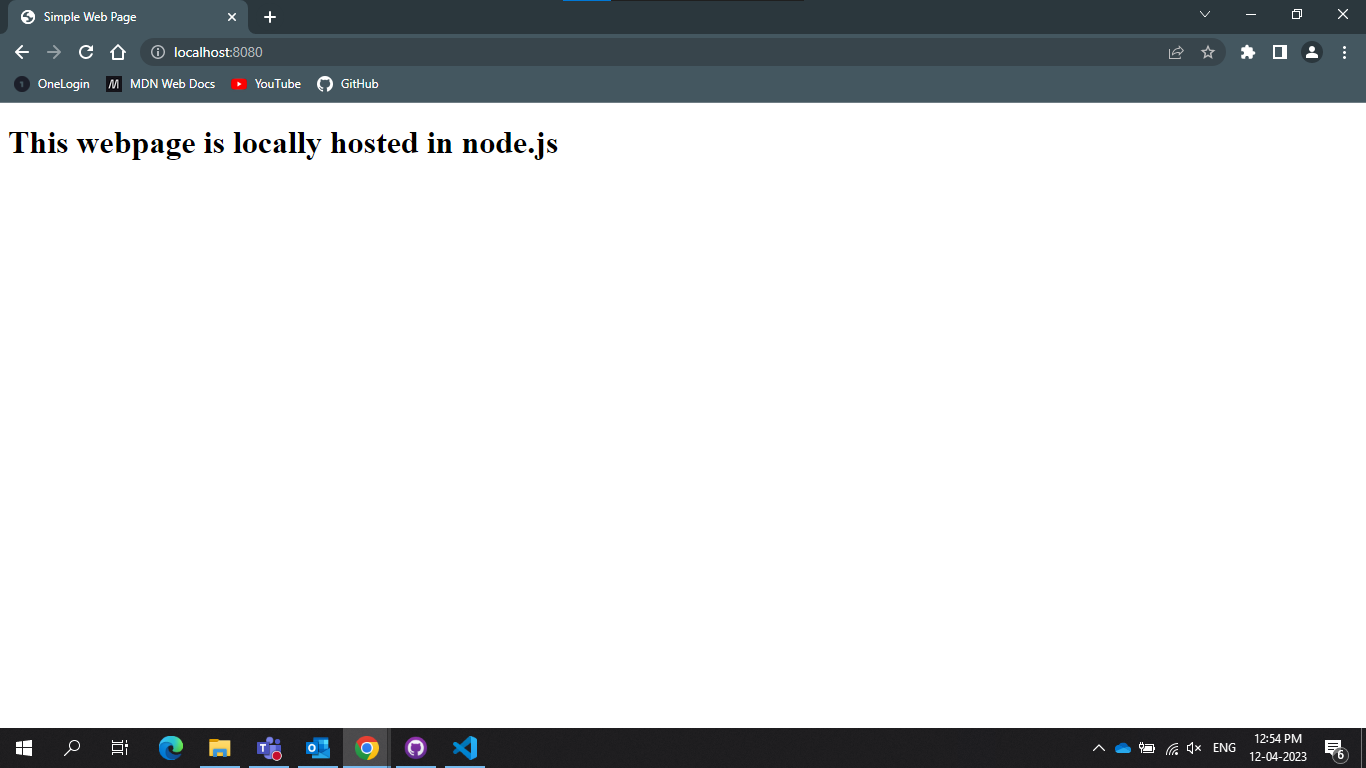 Simple Web Page
localhost:8080
OneLogin MDN Web Docs YouTube GitHub
This webpage is locally hosted in node.js
ENG
12:54 PM
12-04-2023
6